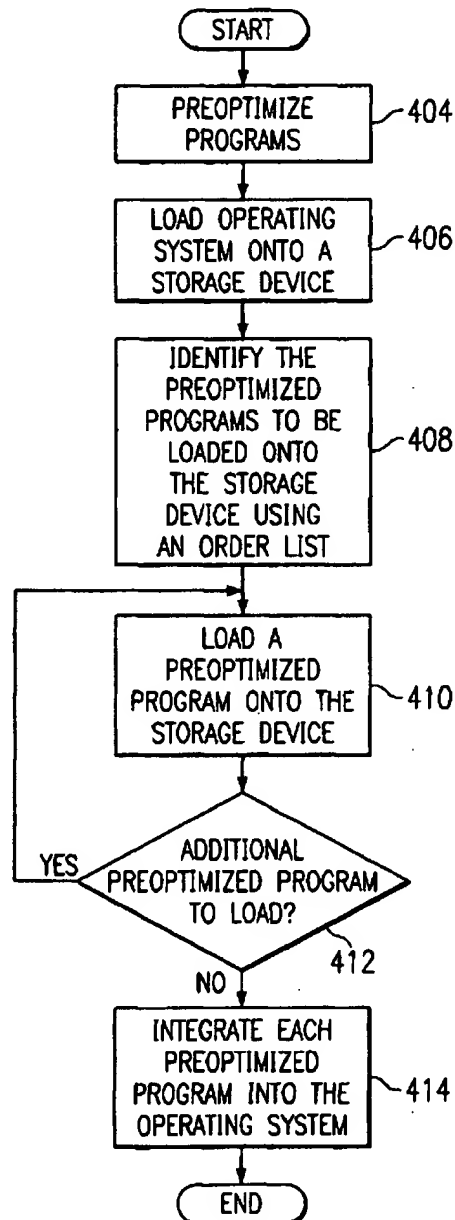 START
PREOPTIMIZE
PROGRAMS
404
LOAD OPERATING
SYSTEM ONTO A
STORAGE DEVICE
406
IDENTIFY THE
PREOPTIMIZED
PROGRAMS TO BE
LOADED ONTO
THE STORAGE
DEVICE USING
AN ORDER LIST
408
LOAD A
PREOPTIMIZED
PROGRAM ONTO THE
STORAGE DEVICE
410
YES
ADDITIONAL
PREOPTIMIZED PROGRAM
TO LOAD?
412
NO
INTEGRATE EACH
PREOPTIMIZED
PROGRAM INTO THE
OPERATING SYSTEM
414
END